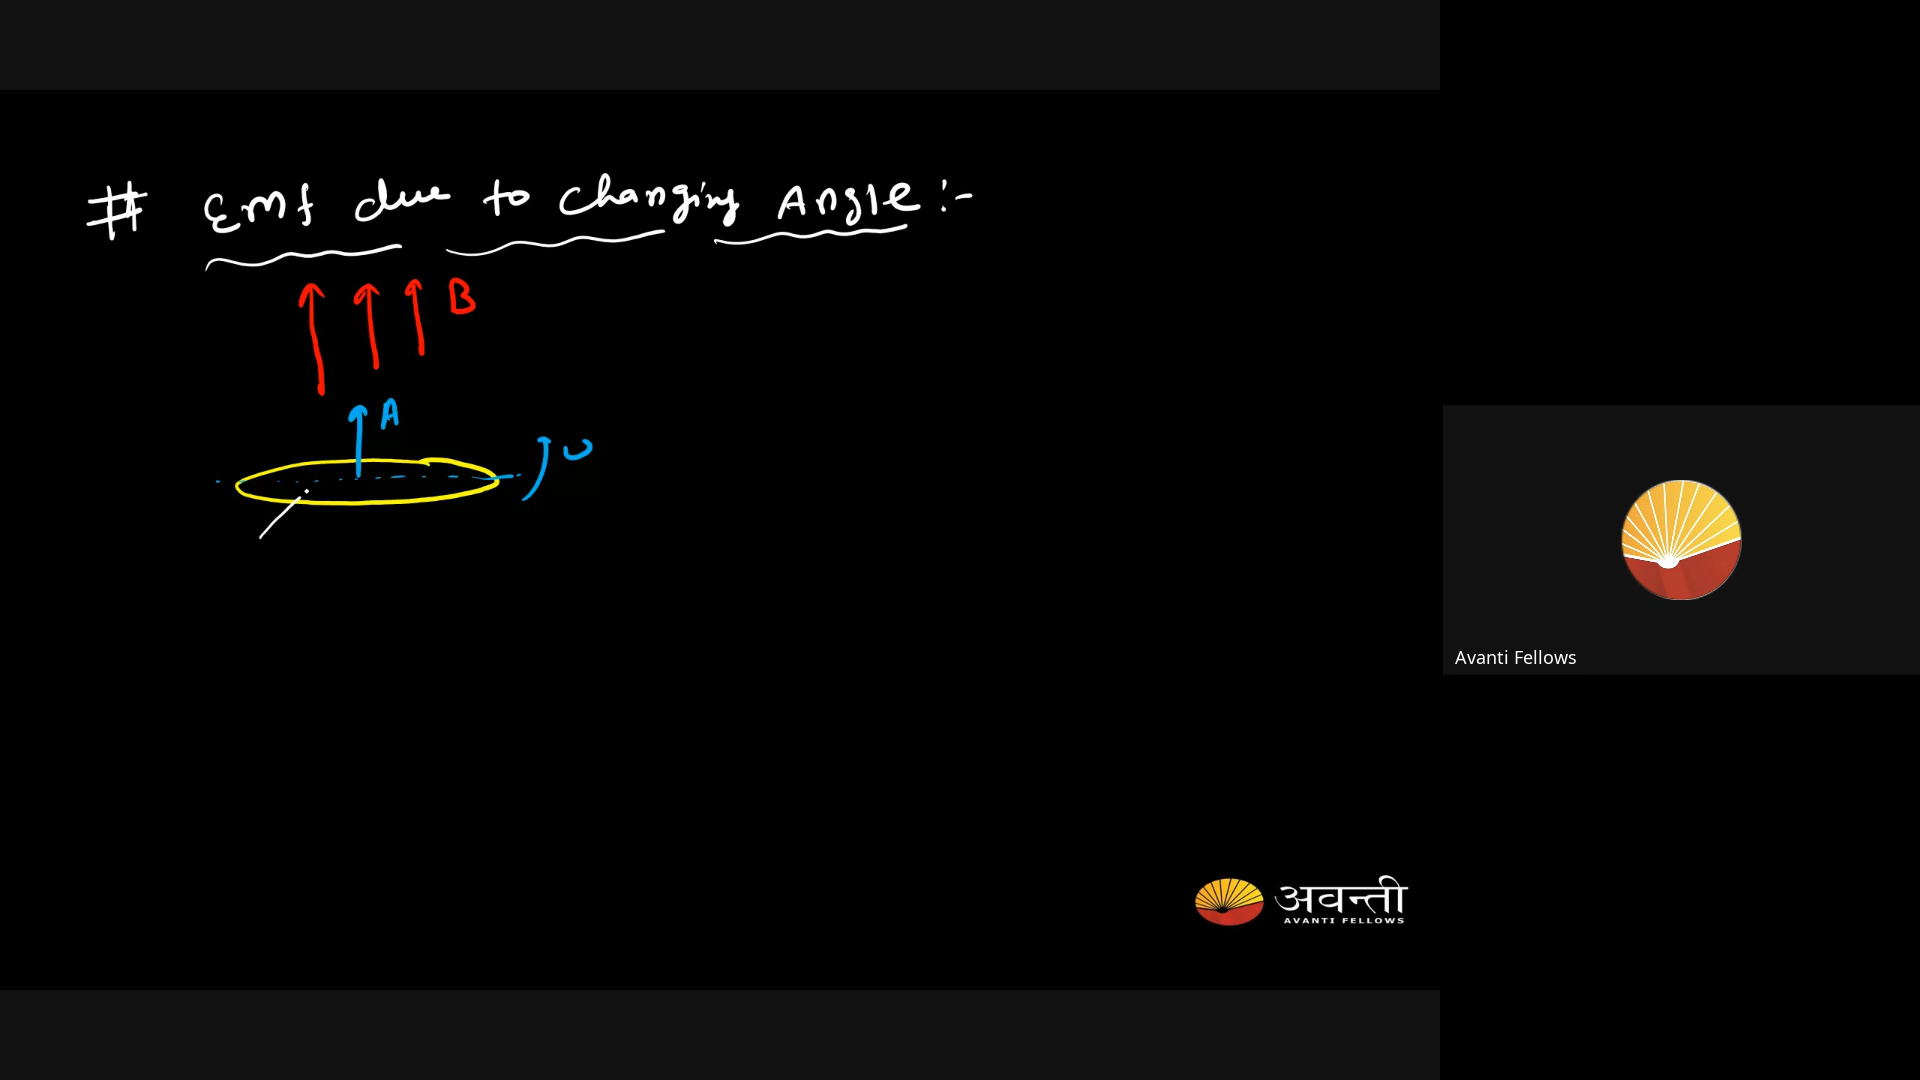 # Emf due to changing Angle :-
B
A
ω
Avanti Fellows
अवन्ती
AVANTI FELLOWS